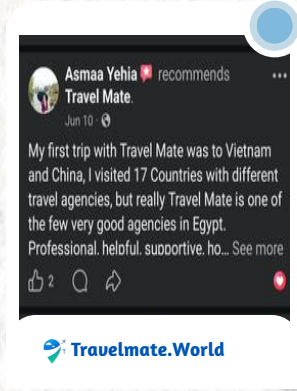 Asmaa Yehia recommends
Travel Mate.
Jun 10 ·
My first trip with Travel Mate was to Vietnam
and China, I visited 17 Countries with different
travel agencies, but really Travel Mate is one of
the few very good agencies in Egypt.
Professional, helpful, supportive, ho... See more
2
Travelmate.World